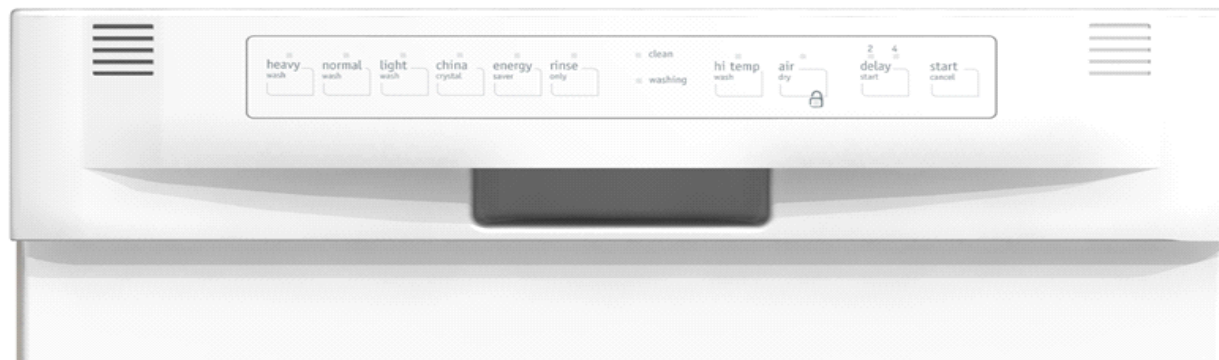 heavy
wash
normal
wash
light
wash
china
crystal
energy
saver
rinse
only
clean
washing
hi temp
wash
air
dry
2 4
delay
start
start
cancel